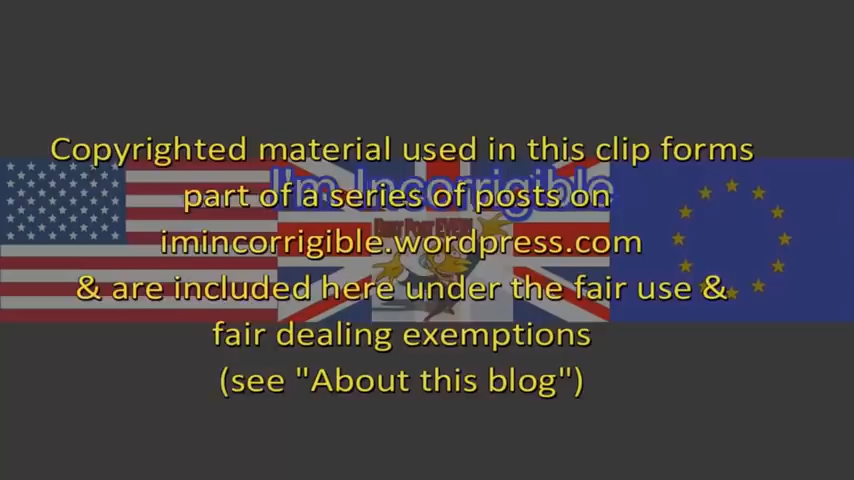 Copyrighted material used in this clip forms
I'm Incorrigible
part of a series of posts on
imincorrigible.wordpress.com
& are included here under the fair use &
fair dealing exemptions
(see "About this blog")